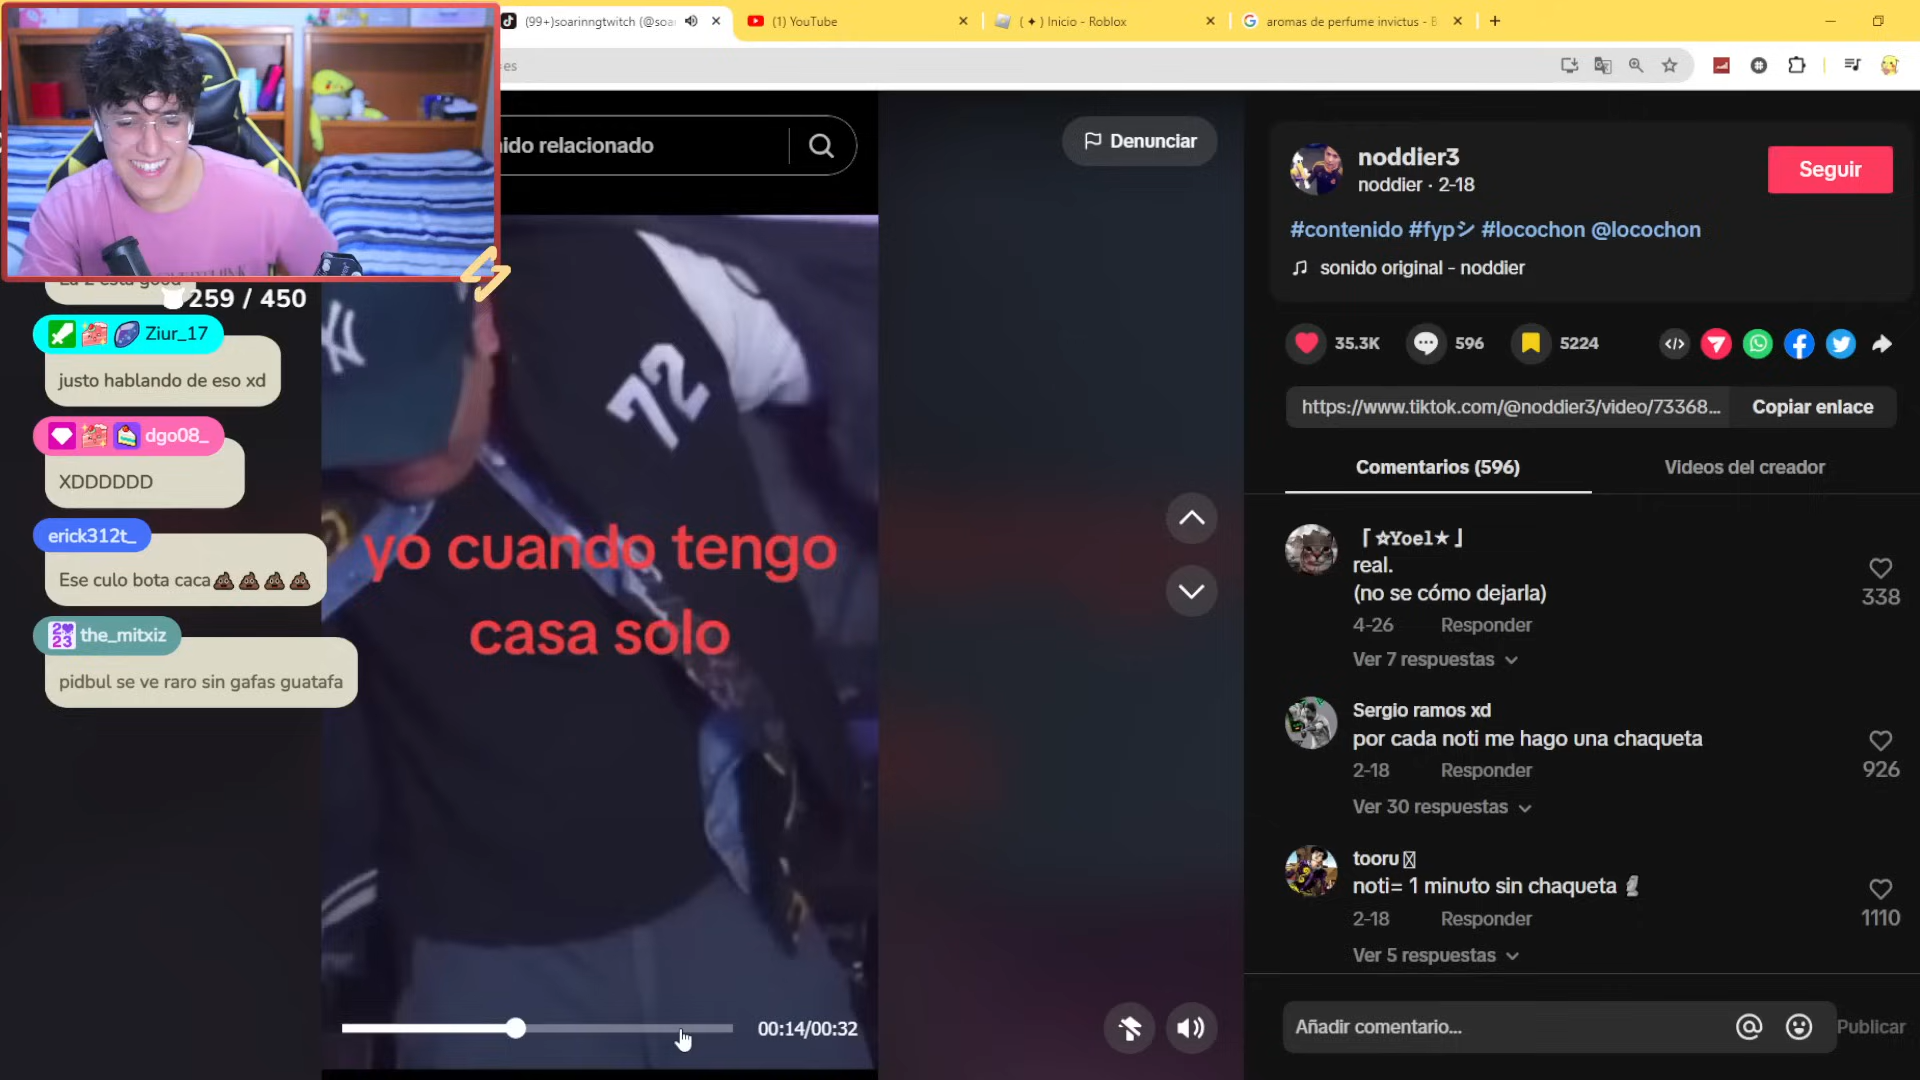 (99+)soarinngtwitch (@soa
(1) YouTube
( ✦ ) Inicio - Roblox
aromas de perfume invictus - B
es
ido relacionado
Denunciar
259 / 450
Ziur_17
justo hablando de eso xd
dgo08_
XDDDDDD
erick312t_
Ese culo bota caca💩💩💩💩
2023
the_mitxiz
pidbul se ve raro sin gafas guatafa
72
yo cuando tengo
casa solo
00:14/00:32
noddier3
noddier · 2-18
Seguir
#contenido #fypシ #locochon @locochon
sonido original - noddier
35.3K
596
5224
https://www.tiktok.com/@noddier3/video/73368...
Copiar enlace
Comentarios (596)
Videos del creador
「 ☆Yoel★ 」
real.
(no se cómo dejarla)
338
4-26
Responder
Ver 7 respuestas
Sergio ramos xd
por cada noti me hago una chaqueta
926
2-18
Responder
Ver 30 respuestas
tooru
noti= 1 minuto sin chaqueta 🗿
1110
2-18
Responder
Ver 5 respuestas
Añadir comentario...
Publicar